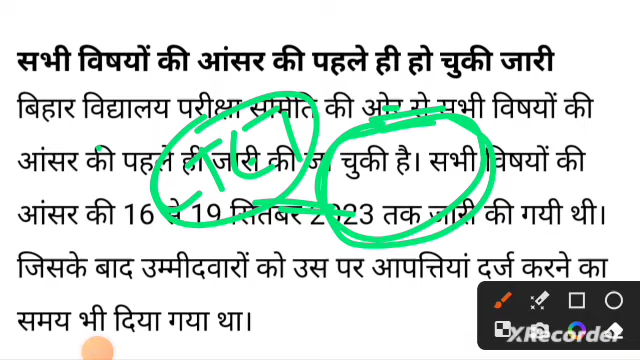 सभी विषयों की आंसर की पहले ही हो चुकी जारी
बिहार विद्यालय परीक्षा समिति की ओर से सभी विषयों की
आंसर की पहले ही जारी की जा चुकी है। सभी विषयों की
आंसर की 16 से 19 सितंबर 2023 तक जारी की गयी थी।
जिसके बाद उम्मीदवारों को उस पर आपत्तियां दर्ज करने का
समय भी दिया गया था।
XRecorder